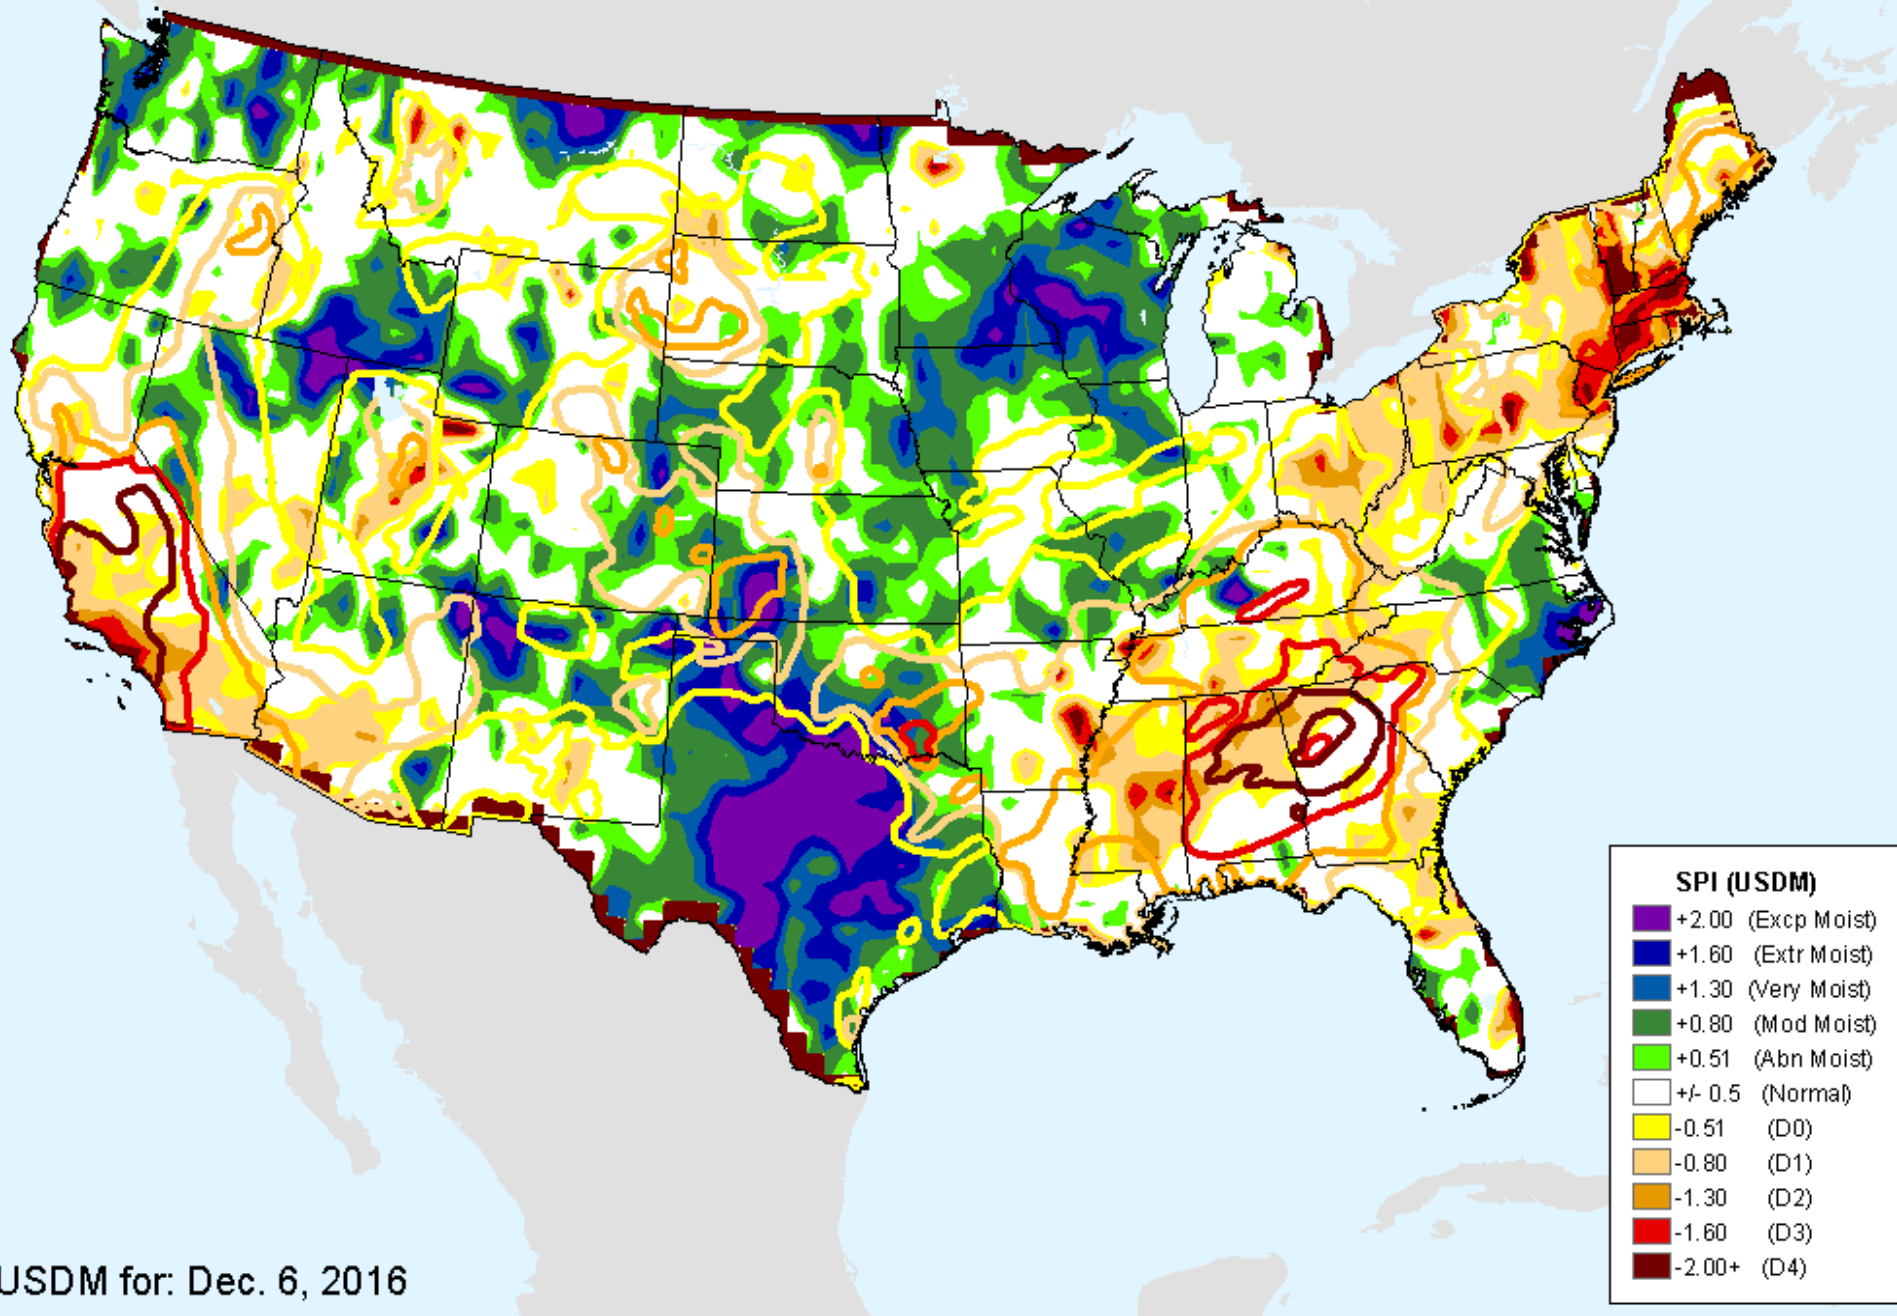 SPI (USDM)
+2.00 (Excp Moist)
+1.60 (Extr Moist)
+1.30 (Very Moist)
+0.80 (Mod Moist)
+0.51 (Abn Moist)
+/- 0.5 (Normal)
-0.51 (D0)
-0.80 (D1)
-1.30 (D2)
-1.60 (D3)
-2.00+ (D4)
USDM for: Dec. 6, 2016